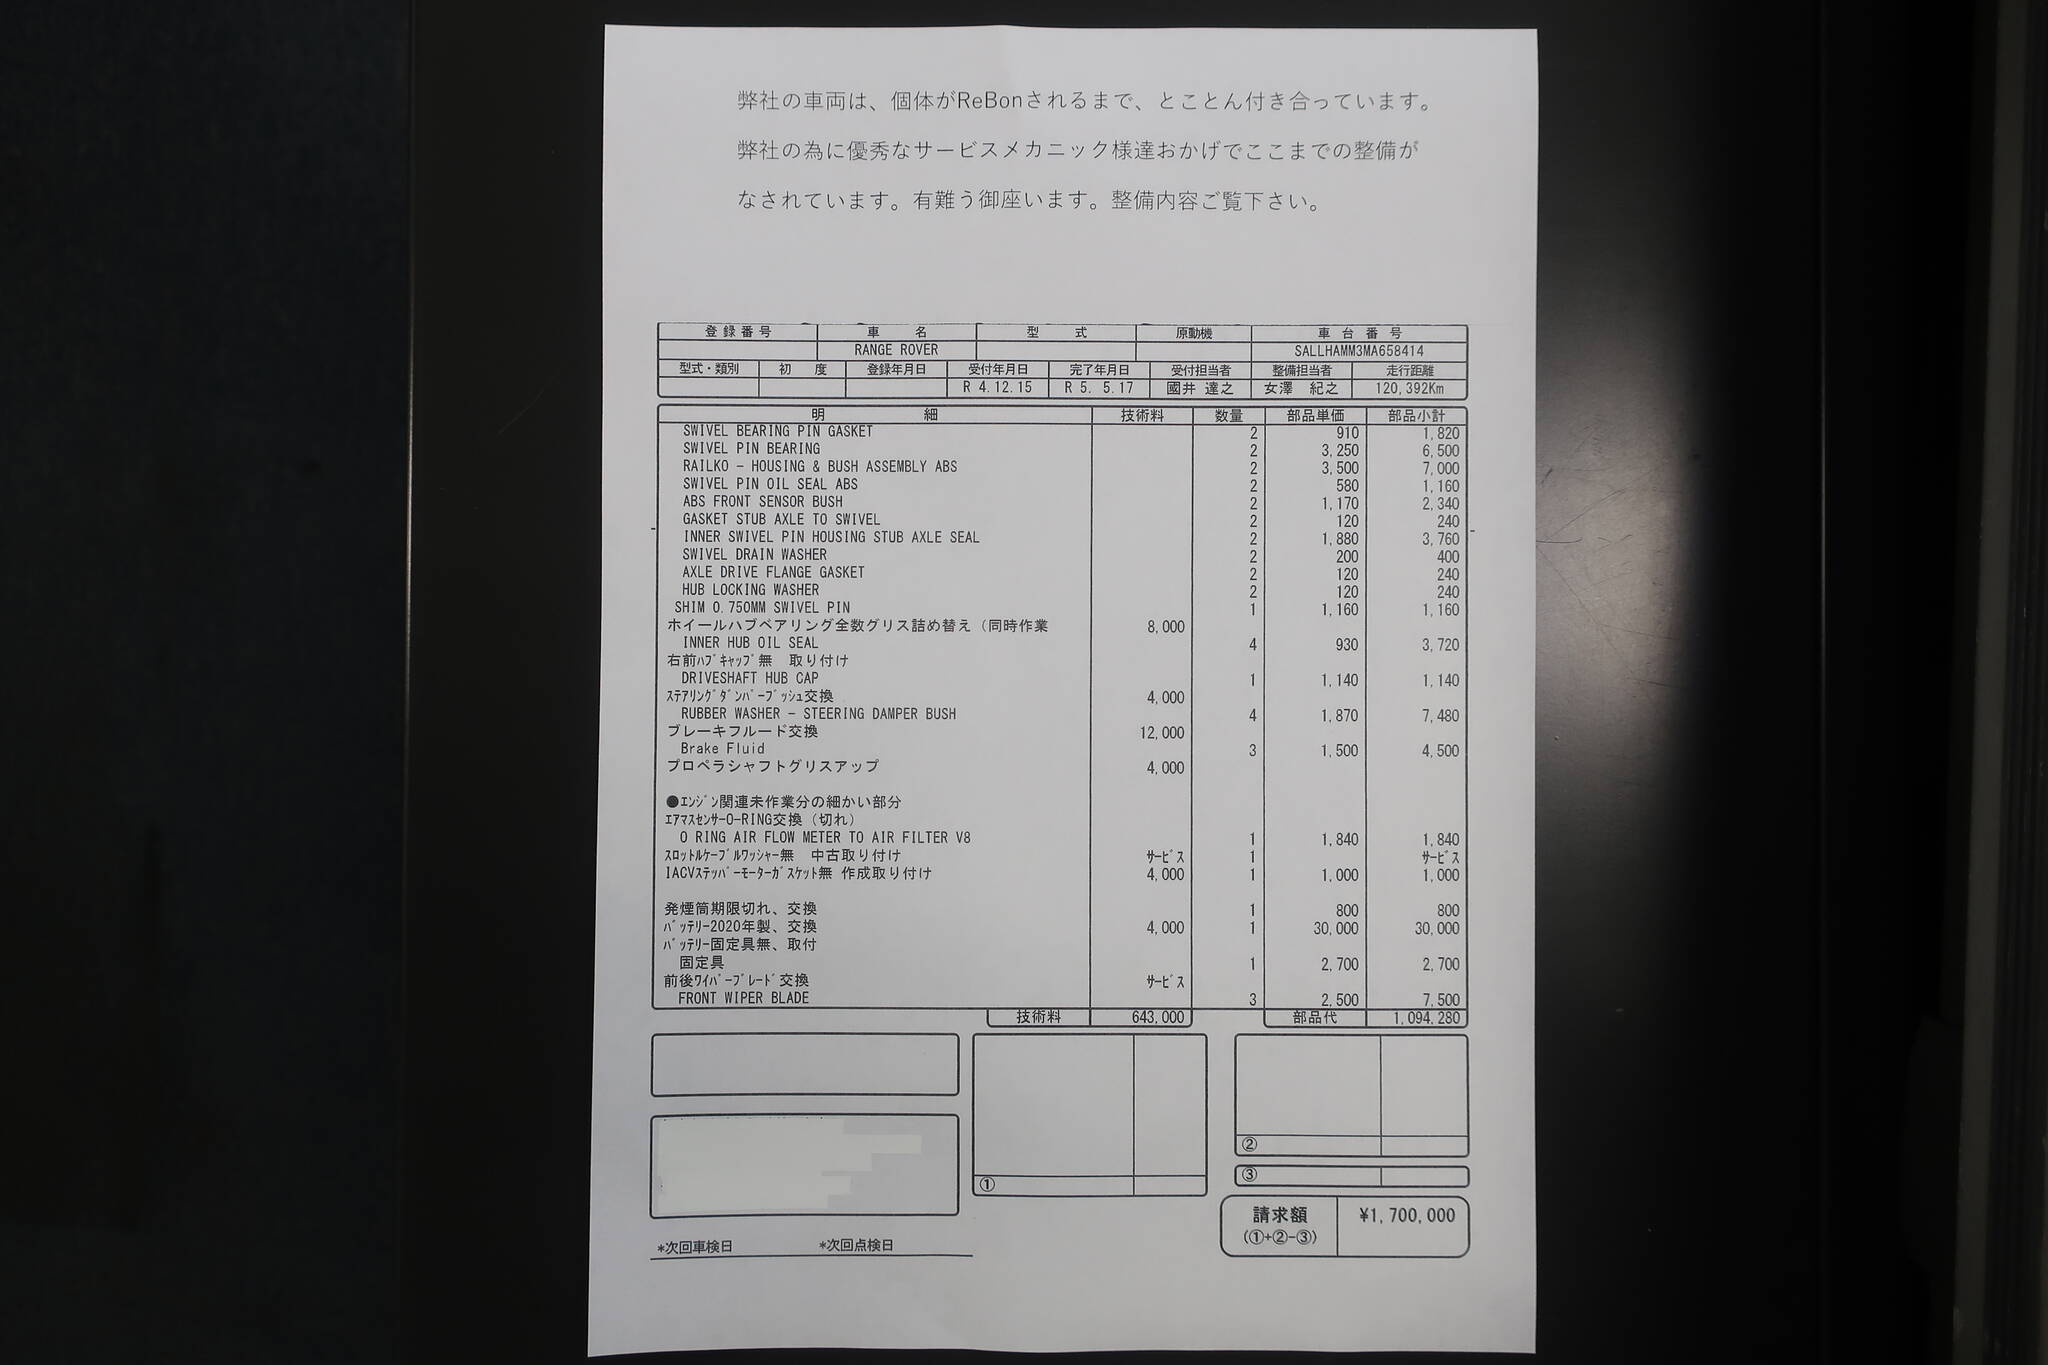 弊社の車両は、個体がReBonされるまで、とことん付き合っています。
弊社の為に優秀なサービスメカニック様達おかげでここまでの整備が
なされています。有難う御座います。整備内容ご覧下さい。
登録番号 車名 型式 原動機 車台番号
RANGE ROVER SALLHAMM3MA658414
型式・類別 初度 登録年月日 受付年月日 完了年月日 受付担当者 整備担当者 走行距離
R 4.12.15 R 5. 5.17 國井 達之 女澤 紀之 120,392Km
明細 技術料 数量 部品単価 部品小計
SWIVEL BEARING PIN GASKET 2 910 1,820
SWIVEL PIN BEARING 2 3,250 6,500
RAILKO - HOUSING & BUSH ASSEMBLY ABS 2 3,500 7,000
SWIVEL PIN OIL SEAL ABS 2 580 1,160
ABS FRONT SENSOR BUSH 2 1,170 2,340
GASKET STUB AXLE TO SWIVEL 2 120 240
INNER SWIVEL PIN HOUSING STUB AXLE SEAL 2 1,880 3,760
SWIVEL DRAIN WASHER 2 200 400
AXLE DRIVE FLANGE GASKET 2 120 240
HUB LOCKING WASHER 2 120 240
SHIM 0.750MM SWIVEL PIN 1 1,160 1,160
ホイールハブベアリング全数グリス詰め替え（同時作業 8,000
INNER HUB OIL SEAL 4 930 3,720
右前ﾊﾌﾞｷｬｯﾌﾟ無 取り付け
DRIVESHAFT HUB CAP 1 1,140 1,140
ｽﾃｱﾘﾝｸﾞﾀﾞﾝﾊﾟｰﾌﾞｯｼｭ交換 4,000
RUBBER WASHER - STEERING DAMPER BUSH 4 1,870 7,480
ブレーキフルード交換 12,000
Brake Fluid 3 1,500 4,500
プロペラシャフトグリスアップ 4,000
●ｴﾝｼﾞﾝ関連未作業分の細かい部分
ｴｱﾏｽｾﾝｻｰO-RING交換（切れ）
O RING AIR FLOW METER TO AIR FILTER V8 1 1,840 1,840
ｽﾛｯﾄﾙｹｰﾌﾞﾙﾜｯｼｬｰ無 中古取り付け ｻｰﾋﾞｽ 1 ｻｰﾋﾞｽ
IACVｽﾃｯﾊﾟｰﾓｰﾀｰｶﾞｽｹｯﾄ無 作成取り付け 4,000 1 1,000 1,000
発煙筒期限切れ、交換 1 800 800
ﾊﾞｯﾃﾘｰ2020年製、交換 4,000 1 30,000 30,000
ﾊﾞｯﾃﾘｰ固定具無、取付
固定具 1 2,700 2,700
前後ﾜｲﾊﾟｰﾌﾞﾚｰﾄﾞ交換 ｻｰﾋﾞｽ
FRONT WIPER BLADE 3 2,500 7,500
技術料 643,000 部品代 1,094,280
②
③
①
請求額 ¥1,700,000
(①+②-③)
*次回車検日 *次回点検日